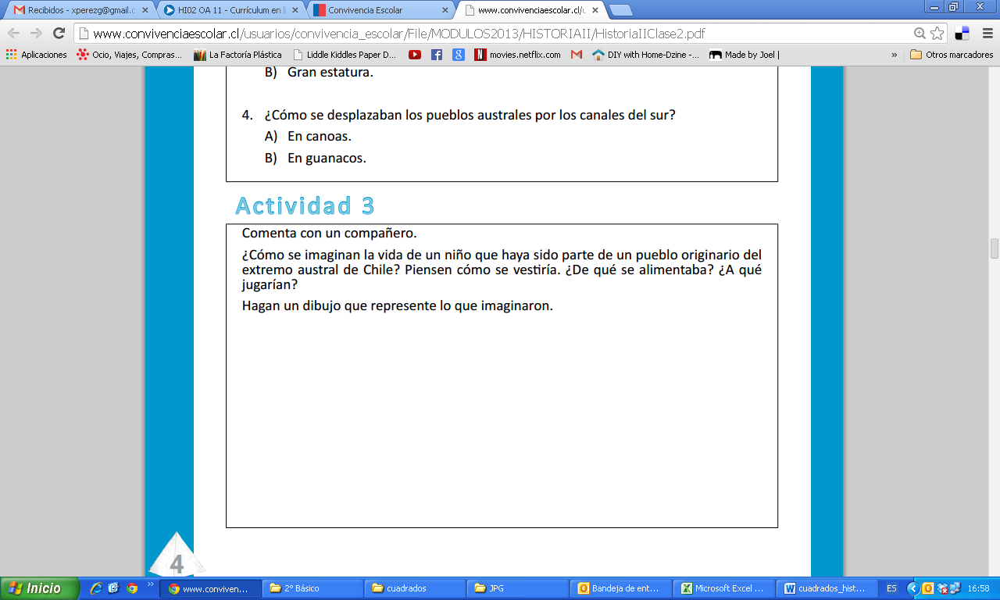 Recibidos - xperezg@gmail.c
HI02 OA 11 - Currículum en lí
Convivencia Escolar
www.convivenciaescolar.cl/u
www.convivenciaescolar.cl/usuarios/convivencia_escolar/File/MODULOS2013/HISTORIAII/HistoriaIIClase2.pdf
Aplicaciones
Ocio, Viajes, Compras...
La Factoría Plástica
Liddle Kiddles Paper D...
movies.netflix.com
DIY With Home-Dzine -...
Made by Joel |
»
Otros marcadores
B) Gran estatura.
4. ¿Cómo se desplazaban los pueblos australes por los canales del sur?
A) En canoas.
B) En guanacos.
Actividad 3
Comenta con un compañero.
¿Cómo se imaginan la vida de un niño que haya sido parte de un pueblo originario del
extremo austral de Chile? Piensen cómo se vestiría. ¿De qué se alimentaba? ¿A qué
jugarían?
Hagan un dibujo que represente lo que imaginaron.
4
Inicio
»
www.conviven...
2º Básico
cuadrados
JPG
Bandeja de ent...
Microsoft Excel ...
cuadrados_hist...
ES
16:58